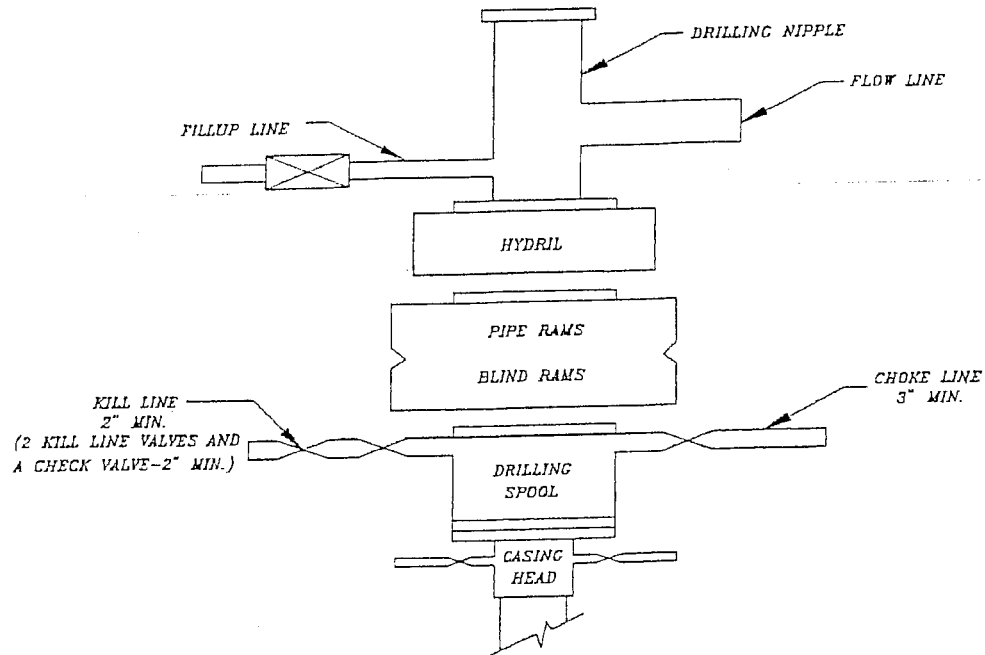 DRILLING NIPPLE
FLOW LINE
FILLUP LINE
HYDRIL
PIPE RAMS
BLIND RAMS
CHOKE LINE
3" MIN.
KILL LINE
2" MIN.
(2 KILL LINE VALVES AND
A CHECK VALVE-2" MIN.)
DRILLING
SPOOL
CASING
HEAD